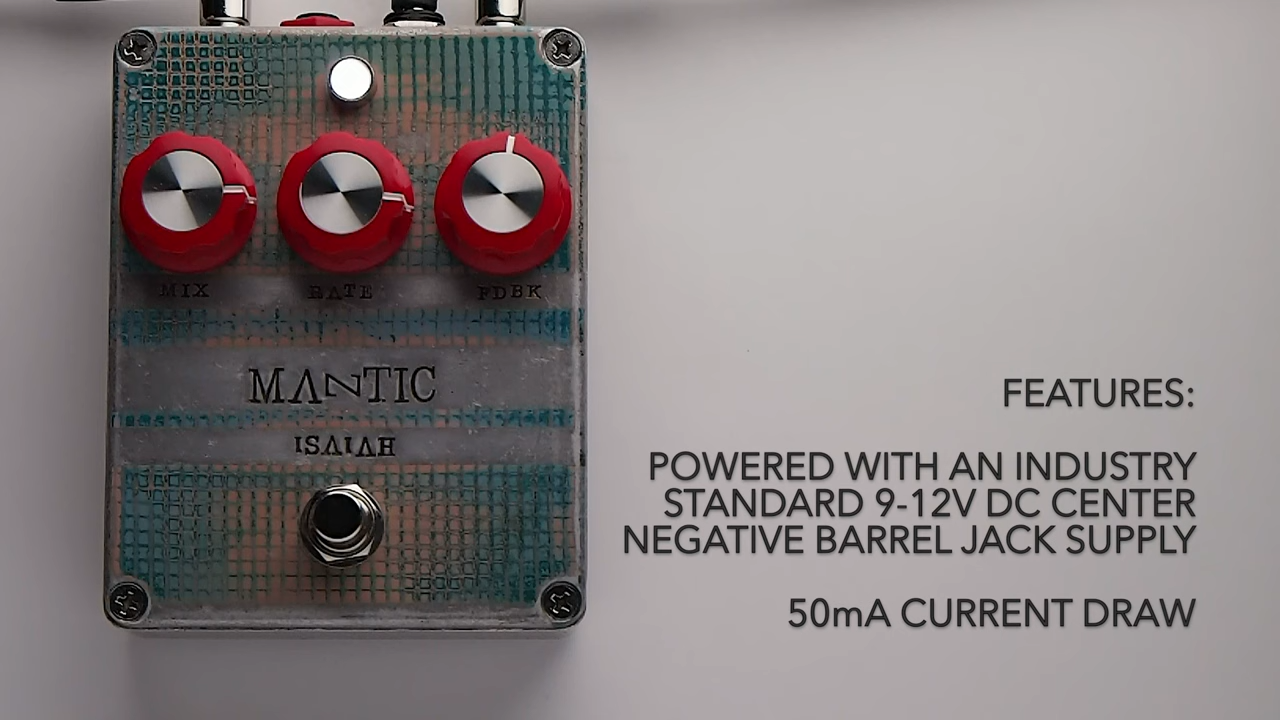 MIX RATE FDBK
MANTIC
ISAIAH
FEATURES:
POWERED WITH AN INDUSTRY
STANDARD 9-12V DC CENTER
NEGATIVE BARREL JACK SUPPLY
50mA CURRENT DRAW